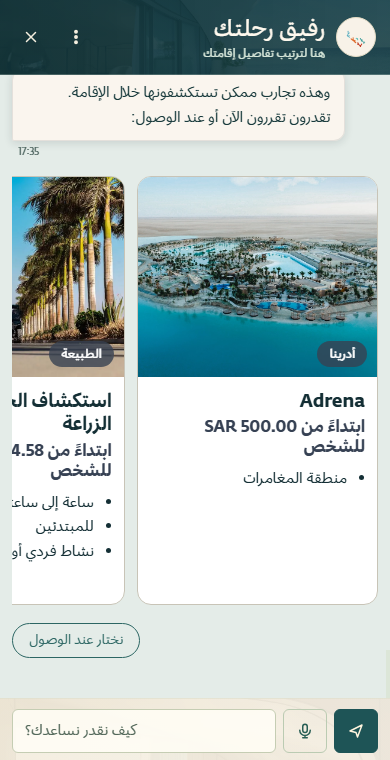 رفيق رحلتك
هنا لترتيب تفاصيل إقامتك
وهذه تجارب ممكن تستكشفونها خلال الإقامة.
تقدرون تقررون الآن أو عند الوصول:
17:35
أدرينا
Adrena
ابتداءً من SAR 500.00
للشخص
منطقة المغامرات
الطبيعة
استكشاف
الزراعة
ابتداءً من 4.58
للشخص
ساعة إلى
للمبتدئين
نشاط فردي أو
نختار عند الوصول
كيف نقدر نساعدك؟